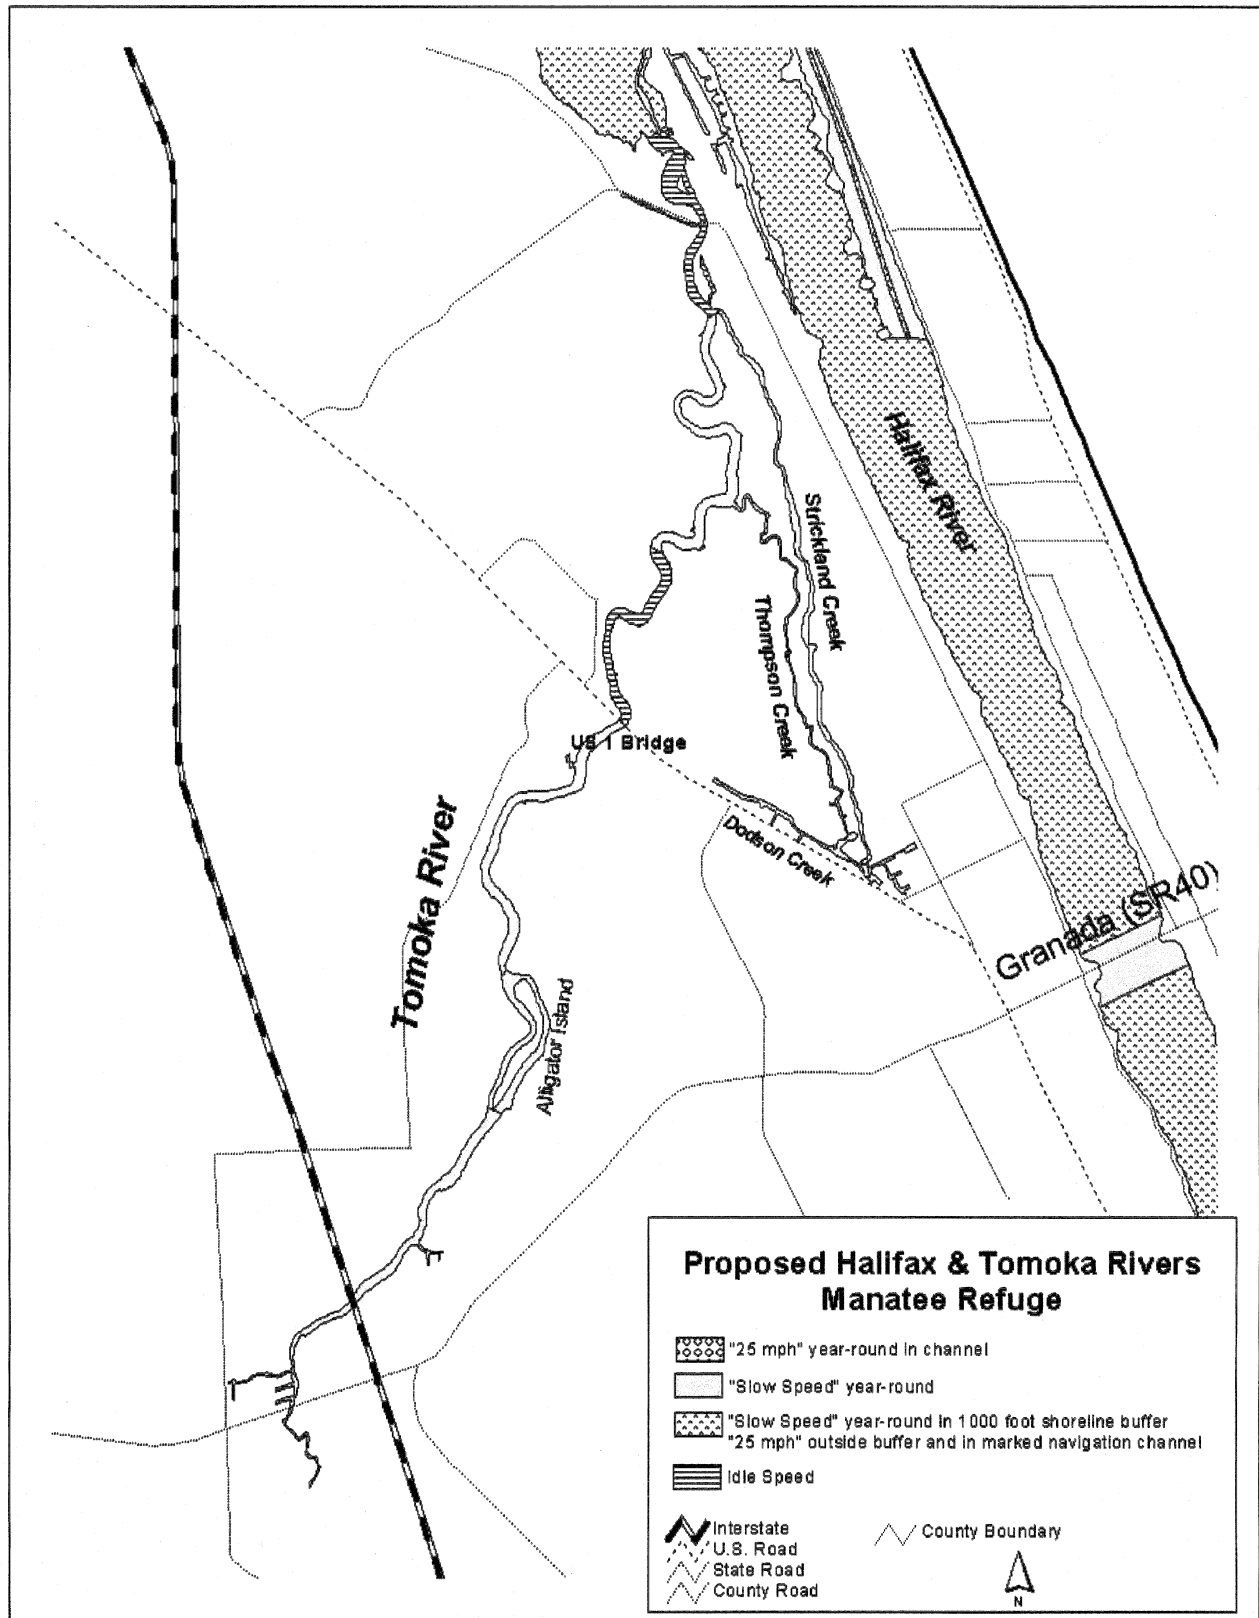 Halifax River
Strickland Creek
Thompson Creek
US 1 Bridge
Dodson Creek
Tomoka River
Granada (SR40)
Alligator Island
Proposed Halifax & Tomoka Rivers
Manatee Refuge
"25 mph" year-round in channel
"Slow Speed" year-round
"Slow Speed" year-round in 1000 foot shoreline buffer
"25 mph" outside buffer and in marked navigation channel
Idle Speed
Interstate
U.S. Road
State Road
County Road
County Boundary
N